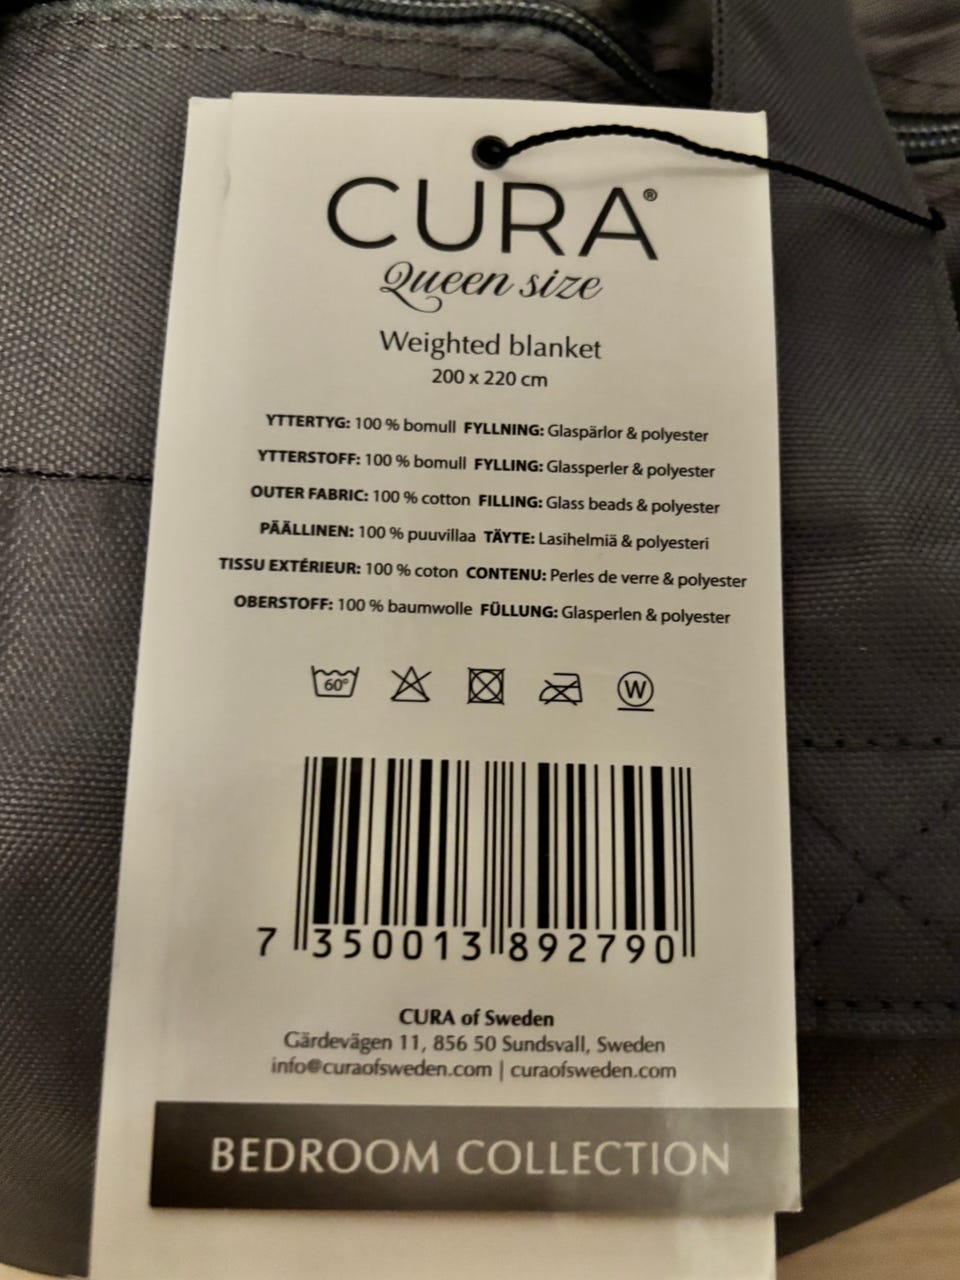 CURA®
Queen size
Weighted blanket
200 x 220 cm
YTTERTYG: 100 % bomull FYLLNING: Glaspärlor & polyester
YTTERSTOFF: 100 % bomull FYLLING: Glassperler & polyester
OUTER FABRIC: 100 % cotton FILLING: Glass beads & polyester
PÄÄLLINEN: 100 % puuvillaa TÄYTE: Lasihelmiä & polyesteri
TISSU EXTÉRIEUR: 100 % coton CONTENU: Perles de verre & polyester
OBERSTOFF: 100 % baumwolle FÜLLUNG: Glasperlen & polyester
60° W
7 350013 892790
CURA of Sweden
Gärdevägen 11, 856 50 Sundsvall, Sweden
info@curaofsweden.com | curaofsweden.com
BEDROOM COLLECTION